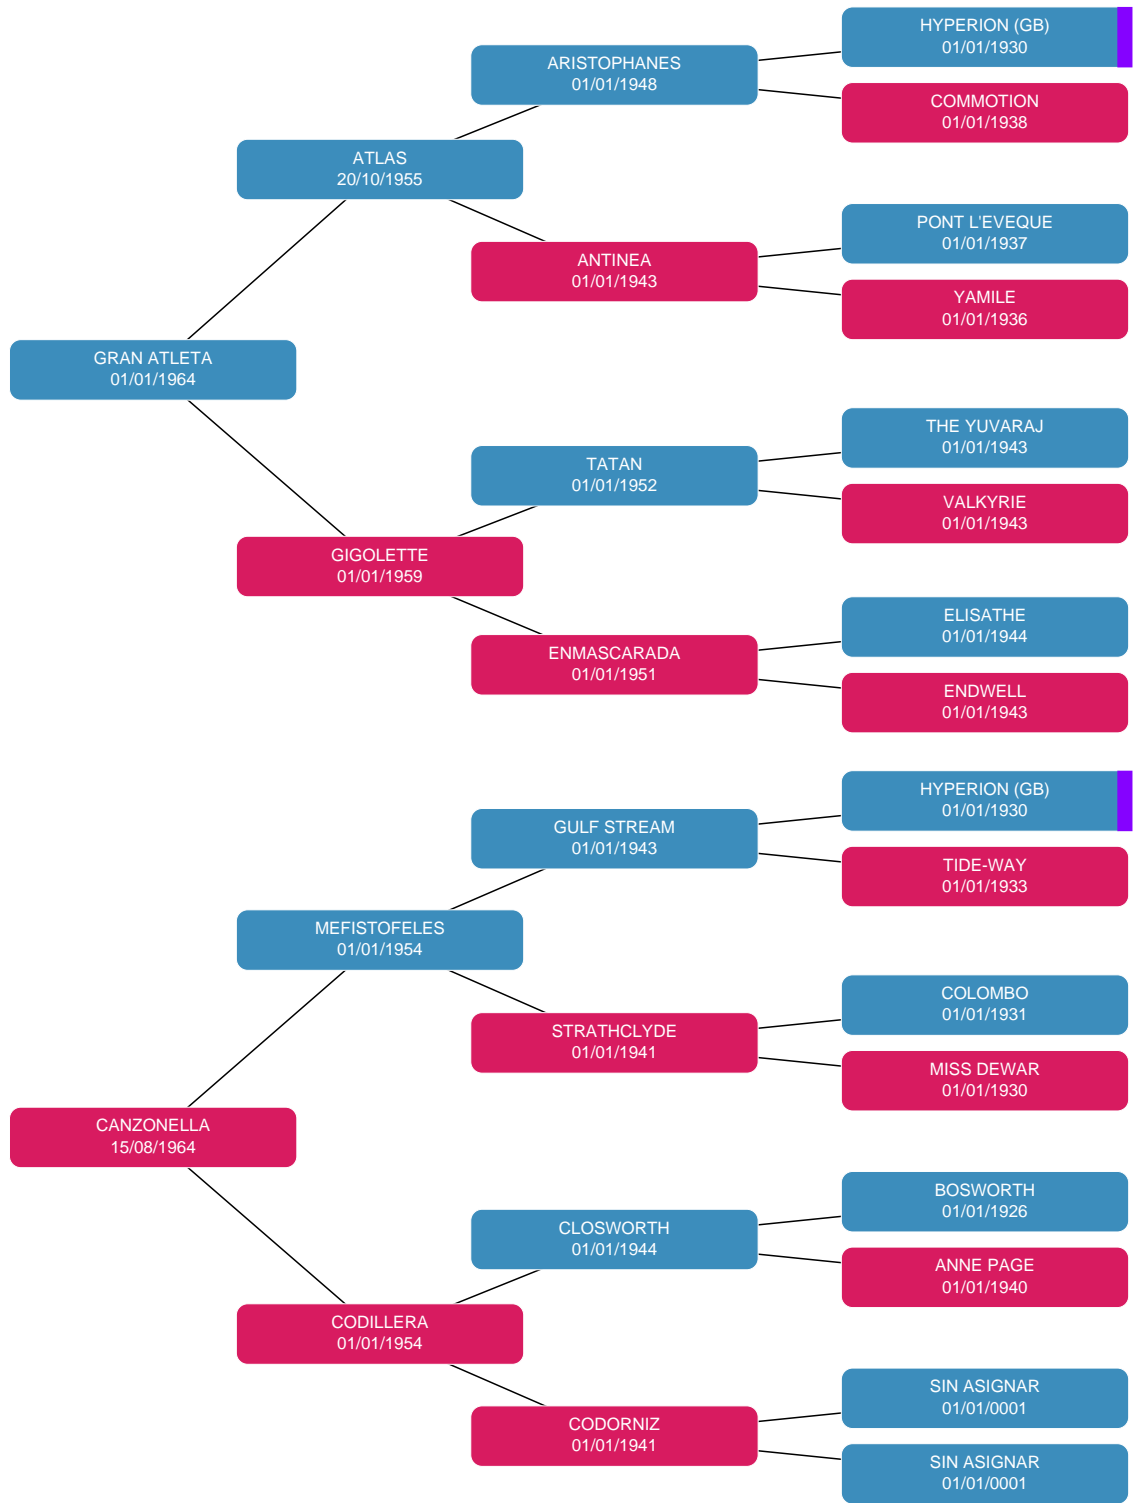 HYPERION (GB)
01/01/1930
ARISTOPHANES
01/01/1948
COMMOTION
01/01/1938
ATLAS
20/10/1955
PONT L'EVEQUE
01/01/1937
ANTINEA
01/01/1943
YAMILE
01/01/1936
GRAN ATLETA
01/01/1964
THE YUVARAJ
01/01/1943
TATAN
01/01/1952
VALKYRIE
01/01/1943
GIGOLETTE
01/01/1959
ELISATHE
01/01/1944
ENMASCARADA
01/01/1951
ENDWELL
01/01/1943
HYPERION (GB)
01/01/1930
GULF STREAM
01/01/1943
TIDE-WAY
01/01/1933
MEFISTOFELES
01/01/1954
COLOMBO
01/01/1931
STRATHCLYDE
01/01/1941
MISS DEWAR
01/01/1930
CANZONELLA
15/08/1964
BOSWORTH
01/01/1926
CLOSWORTH
01/01/1944
ANNE PAGE
01/01/1940
CODILLERA
01/01/1954
SIN ASIGNAR
01/01/0001
CODORNIZ
01/01/1941
SIN ASIGNAR
01/01/0001